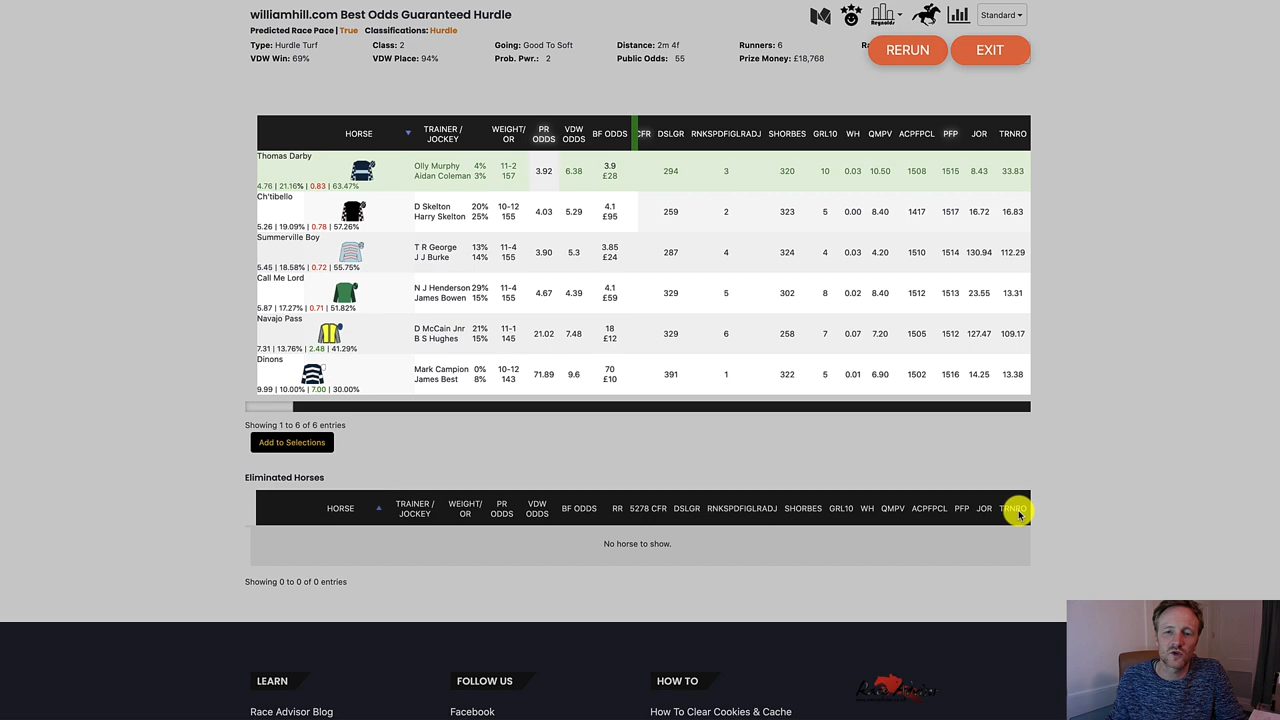 williamhill.com Best Odds Guaranteed Hurdle
Predicted Race Pace | True Classifications: Hurdle
Standard
Type: Hurdle Turf Class: 2 Going: Good To Soft Distance: 2m 4f Runners: 6
VDW Win: 69% VDW Place: 94% Prob. Pwr.: 2 Public Odds: 55 Prize Money: £18,768
RERUN EXIT
HORSE TRAINER / JOCKEY WEIGHT/ OR PR ODDS VDW ODDS BF ODDS CFR DSLGR RNKSPDFIGLRADJ SHORBES GRL10 WH QMPV ACPFPCL PFP JOR TRNRO
Thomas Darby
Olly Murphy 4% 11-2 3.92 6.38 3.9 294 3 320 10 0.03 10.50 1508 1515 8.43 33.83
Aidan Coleman 3% 157 £28
4.76 | 21.16% | 0.83 | 63.47%
Ch'tibello
D Skelton 20% 10-12 4.03 5.29 4.1 259 2 323 5 0.00 8.40 1417 1517 16.72 16.83
Harry Skelton 25% 155 £95
5.26 | 19.09% | 0.78 | 57.26%
Summerville Boy
T R George 13% 11-4 3.90 5.3 3.85 287 4 324 4 0.03 4.20 1510 1514 130.94 112.29
J J Burke 14% 155 £24
5.45 | 18.58% | 0.72 | 55.75%
Call Me Lord
N J Henderson 29% 11-4 4.67 4.39 4.1 329 5 302 8 0.02 8.40 1512 1513 23.55 13.31
James Bowen 15% 155 £59
5.87 | 17.27% | 0.71 | 51.82%
Navajo Pass
D McCain Jnr 21% 11-1 21.02 7.48 18 329 6 258 7 0.07 7.20 1505 1512 127.47 109.17
B S Hughes 15% 145 £12
7.31 | 13.76% | 2.48 | 41.29%
Dinons
Mark Campion 0% 10-12 71.89 9.6 70 391 1 322 5 0.01 6.90 1502 1516 14.25 13.38
James Best 8% 143 £10
9.99 | 10.00% | 7.00 | 30.00%
Showing 1 to 6 of 6 entries
Add to Selections
Eliminated Horses
HORSE TRAINER / JOCKEY WEIGHT/ OR PR ODDS VDW ODDS BF ODDS RR 5278 CFR DSLGR RNKSPDFIGLRADJ SHORBES GRL10 WH QMPV ACPFPCL PFP JOR TRNRO
No horse to show.
Showing 0 to 0 of 0 entries
LEARN FOLLOW US HOW TO
Race Advisor
Race Advisor Blog Facebook How To Clear Cookies & Cache